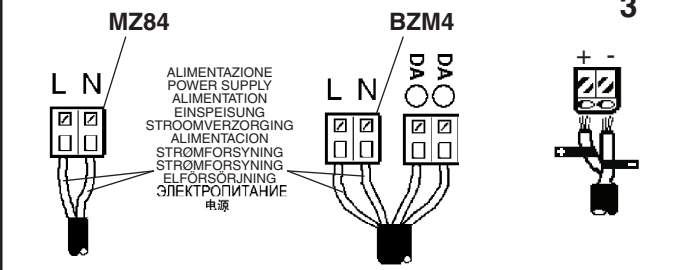 3
MZ84
BZM4
L N
ALIMENTAZIONE
POWER SUPPLY
ALIMENTATION
EINSPEISUNG
STROOMVERZORGING
ALIMENTACION
STRØMFORSYNING
STRØMFORSYNING
ELFÖRSÖRJNING
ЭЛЕКТРОПИТАНИЕ
电源
L N
DA
DA
+ -
+ -